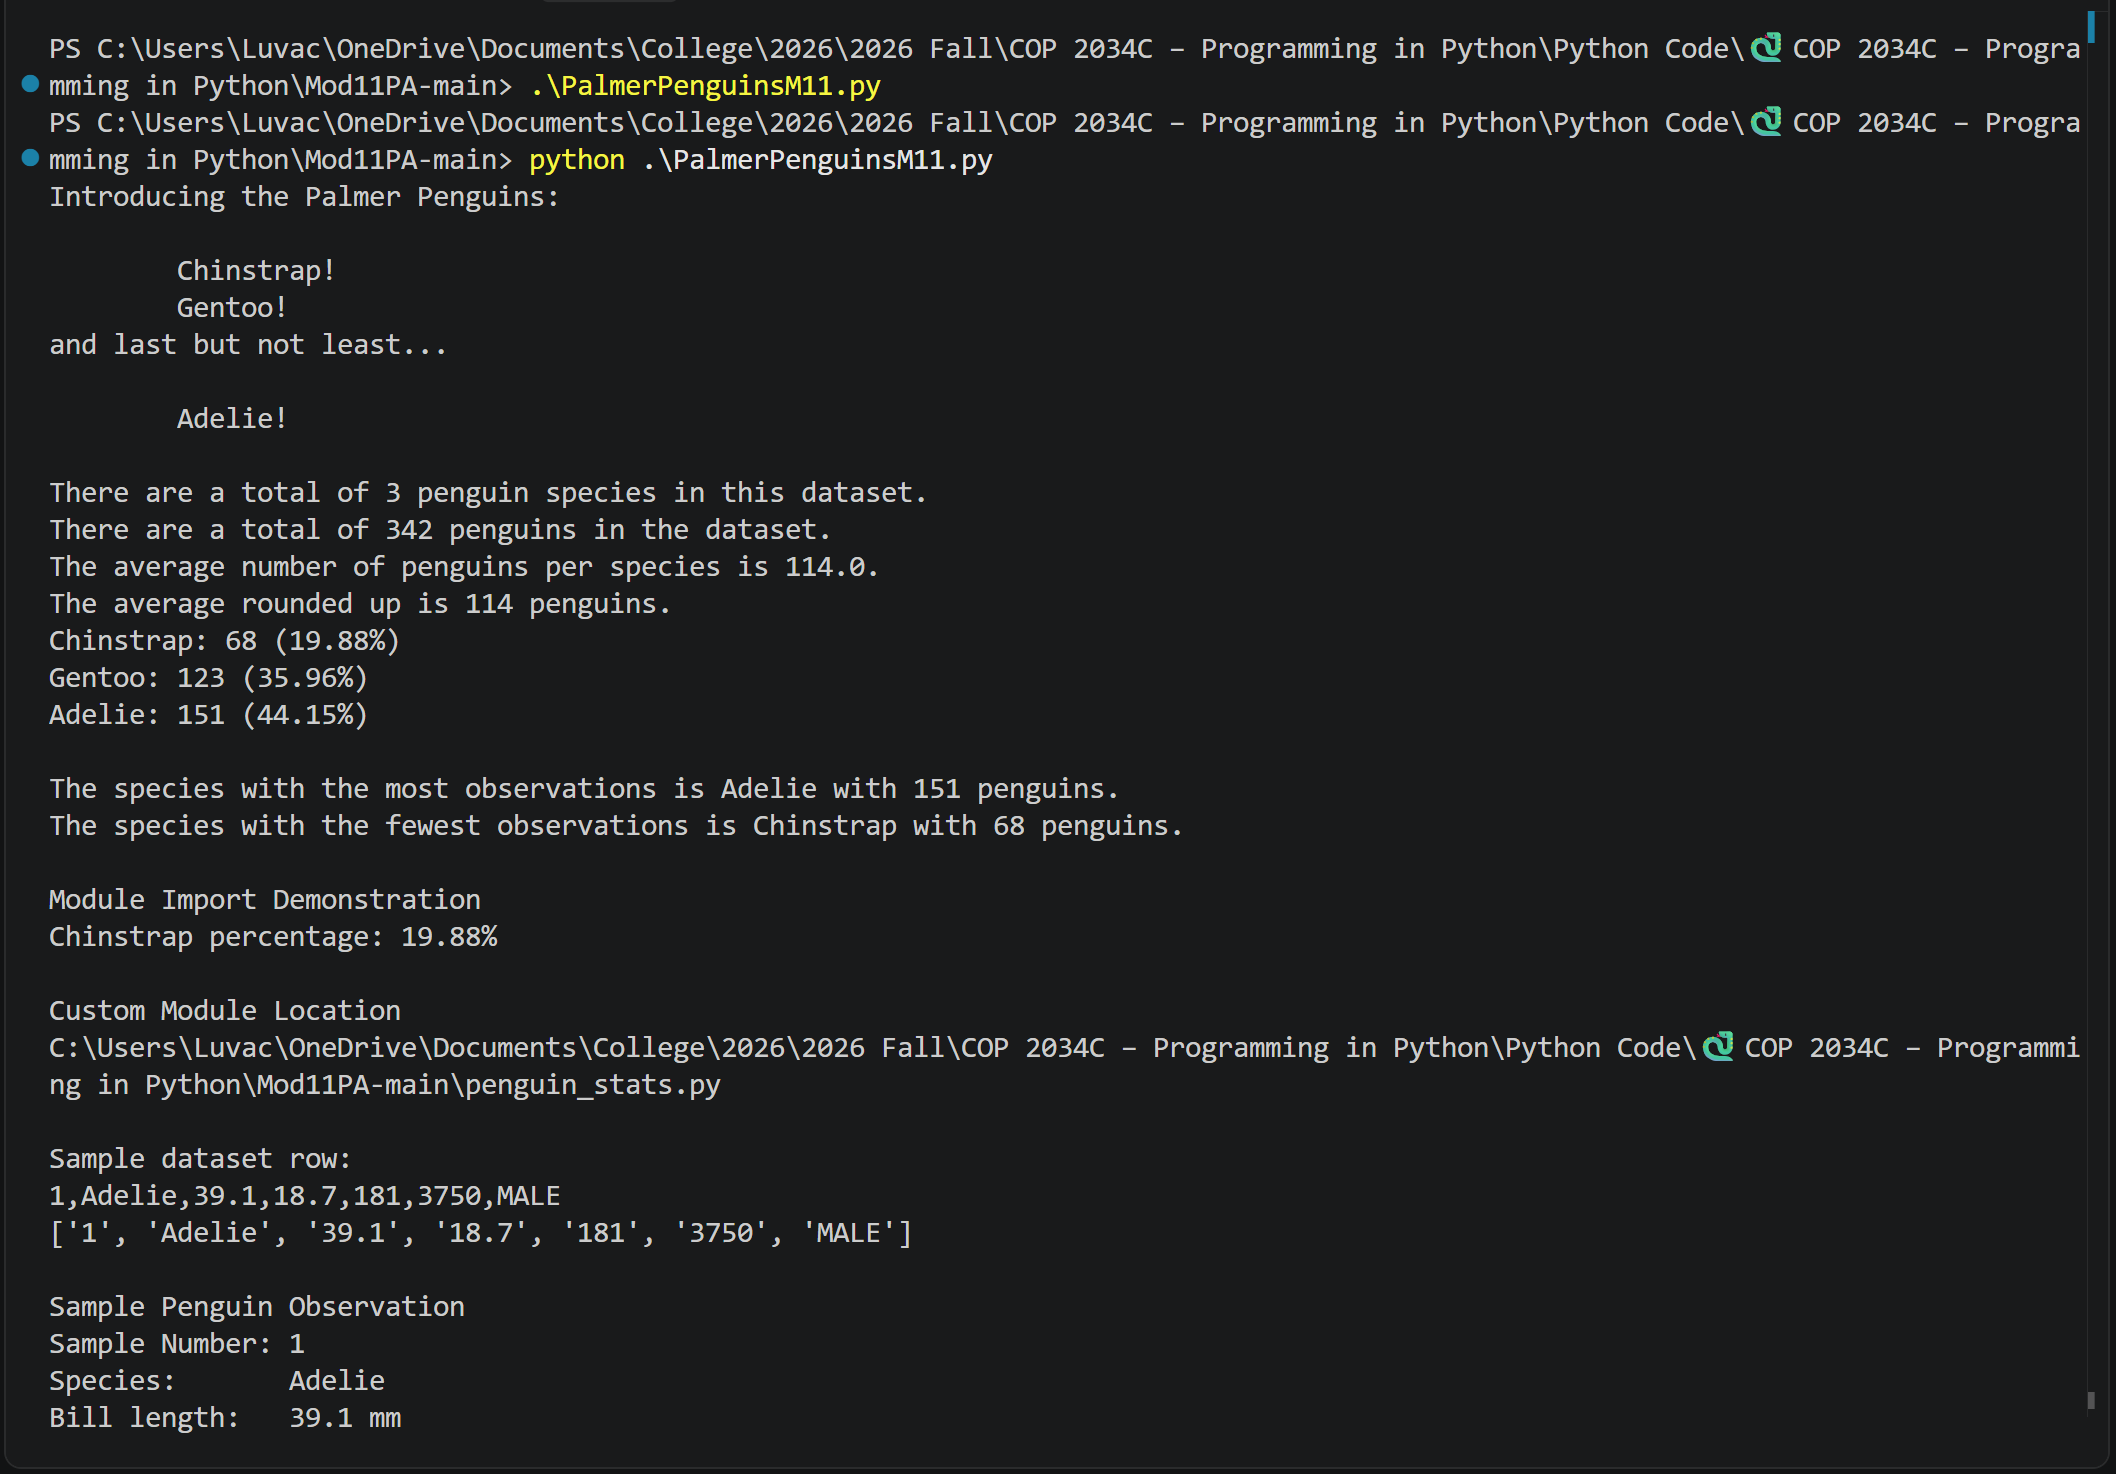 PS C:\Users\Luvac\OneDrive\Documents\College\2026\2026 Fall\COP 2034C – Programming in Python\Python Code\ COP 2034C – Progra
mming in Python\Mod11PA-main> .\PalmerPenguinsM11.py
PS C:\Users\Luvac\OneDrive\Documents\College\2026\2026 Fall\COP 2034C – Programming in Python\Python Code\ COP 2034C – Progra
mming in Python\Mod11PA-main> python .\PalmerPenguinsM11.py
Introducing the Palmer Penguins:
Chinstrap!
Gentoo!
and last but not least...
Adelie!
There are a total of 3 penguin species in this dataset.
There are a total of 342 penguins in the dataset.
The average number of penguins per species is 114.0.
The average rounded up is 114 penguins.
Chinstrap: 68 (19.88%)
Gentoo: 123 (35.96%)
Adelie: 151 (44.15%)
The species with the most observations is Adelie with 151 penguins.
The species with the fewest observations is Chinstrap with 68 penguins.
Module Import Demonstration
Chinstrap percentage: 19.88%
Custom Module Location
C:\Users\Luvac\OneDrive\Documents\College\2026\2026 Fall\COP 2034C – Programming in Python\Python Code\ COP 2034C – Programmi
ng in Python\Mod11PA-main\penguin_stats.py
Sample dataset row:
1,Adelie,39.1,18.7,181,3750,MALE
['1', 'Adelie', '39.1', '18.7', '181', '3750', 'MALE']
Sample Penguin Observation
Sample Number: 1
Species:       Adelie
Bill length:   39.1 mm